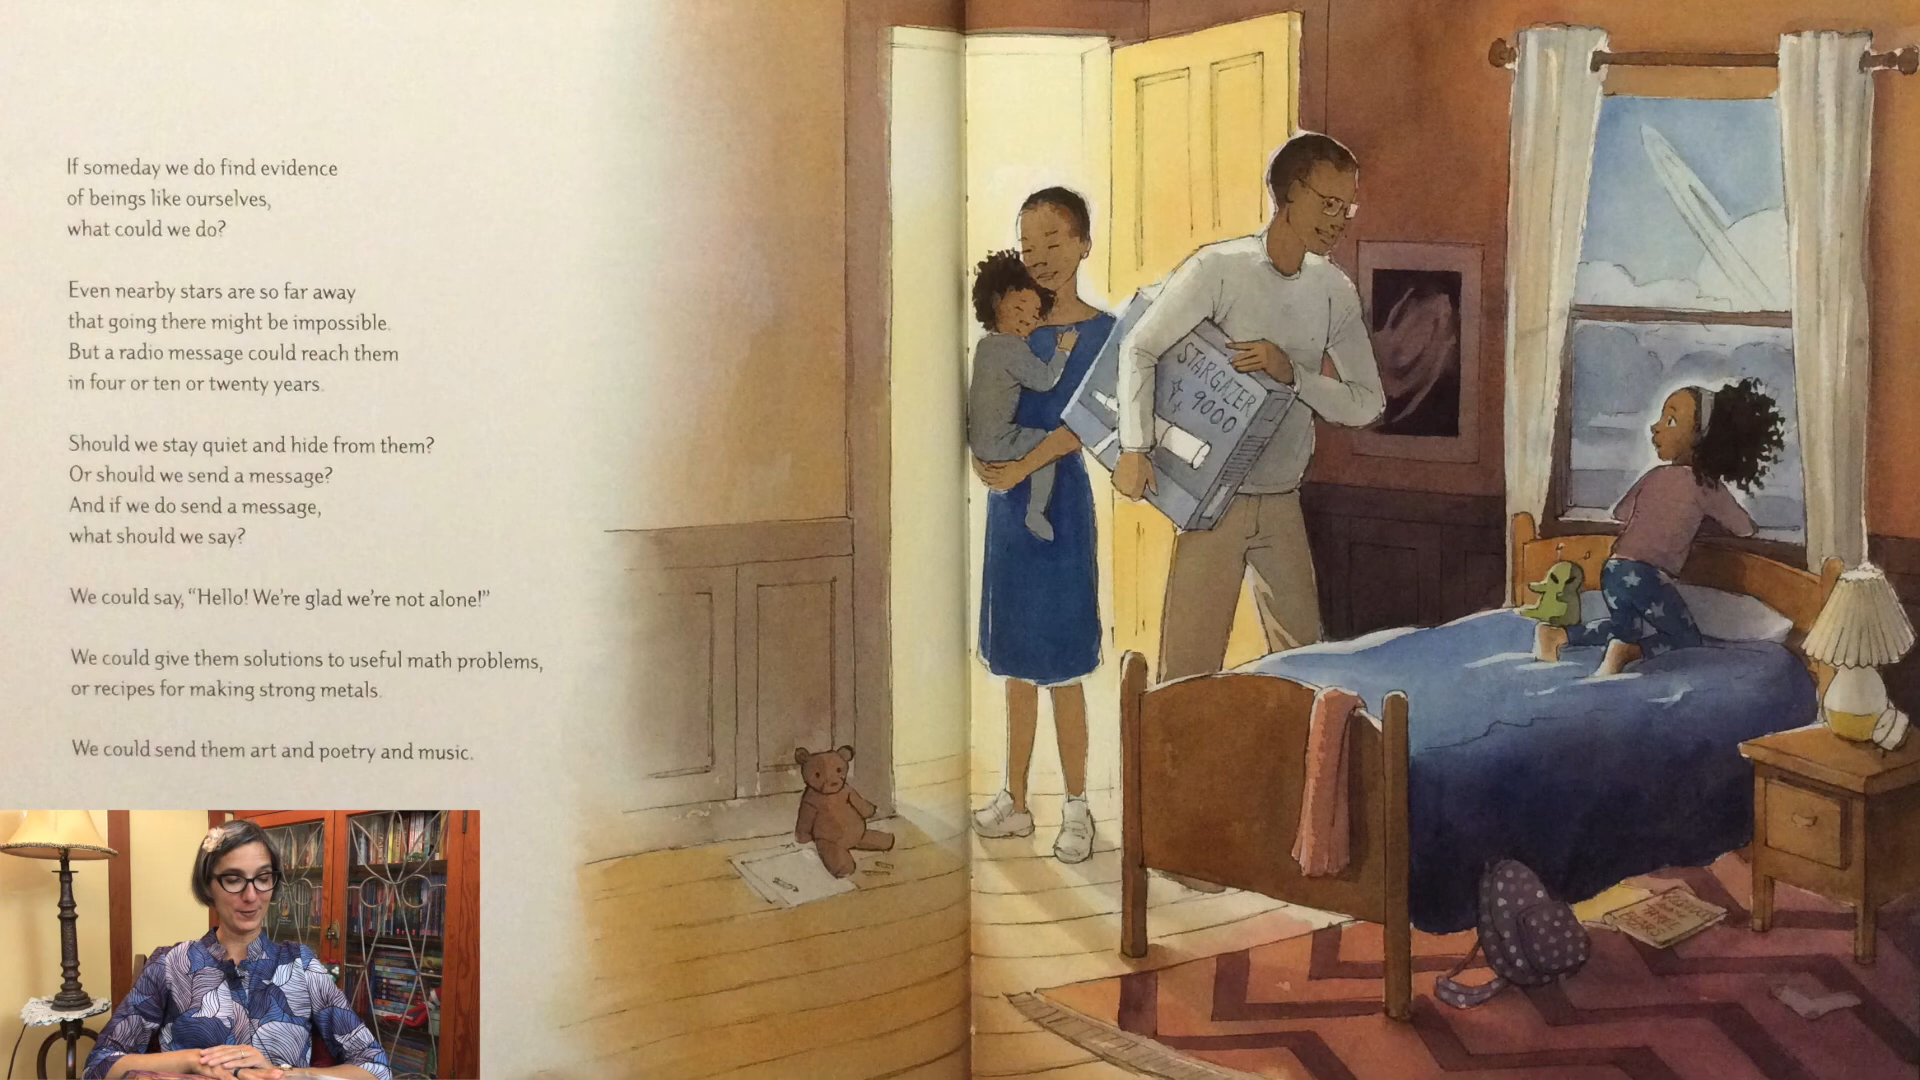 If someday we do find evidence
of beings like ourselves,
what could we do?
Even nearby stars are so far away
that going there might be impossible.
But a radio message could reach them
in four or ten or twenty years.
Should we stay quiet and hide from them?
Or should we send a message?
And if we do send a message,
what should we say?
We could say, “Hello! We’re glad we’re not alone!”
We could give them solutions to useful math problems,
or recipes for making strong metals.
We could send them art and poetry and music.
STARGAZER
9000
THREE
BEARS